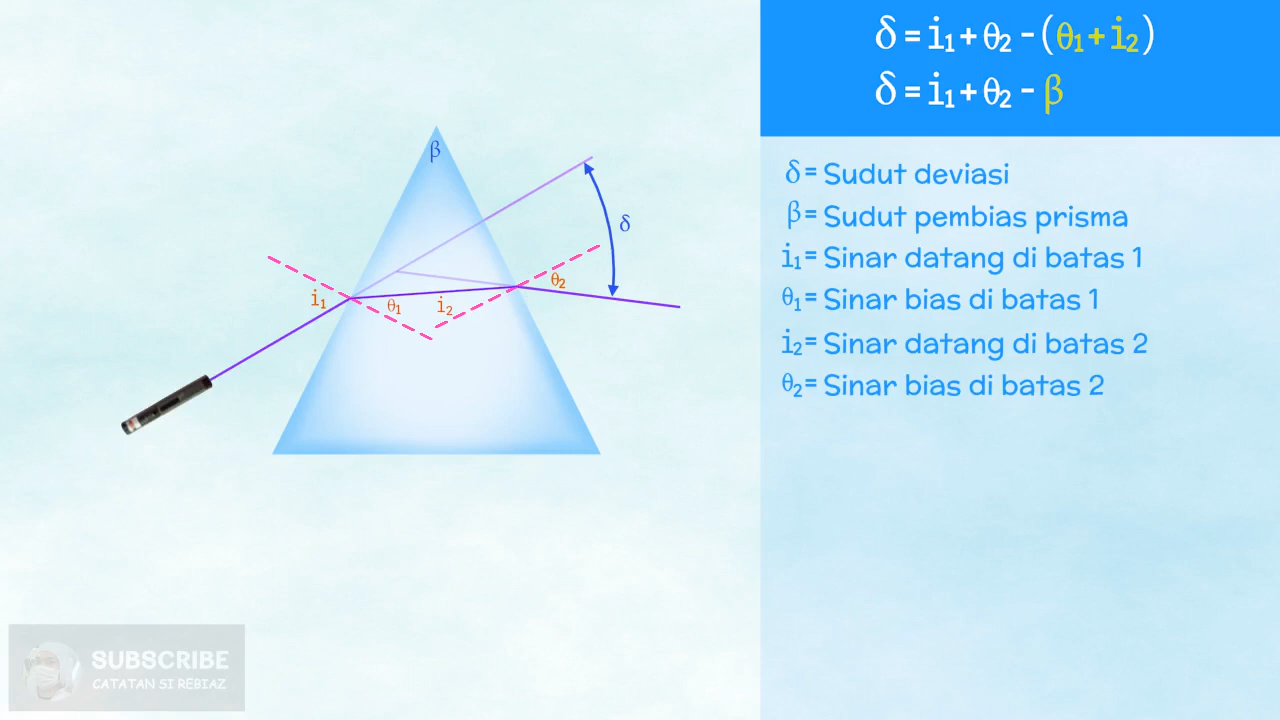 δ = i₁ + θ₂ - (θ₁ + i₂)
δ = i₁ + θ₂ - β
δ = Sudut deviasi
β = Sudut pembias prisma
i₁ = Sinar datang di batas 1
θ₁ = Sinar bias di batas 1
i₂ = Sinar datang di batas 2
θ₂ = Sinar bias di batas 2
β
δ
i₁
θ₁
i₂
θ₂
SUBSCRIBE
CATATAN SI REBIAZ